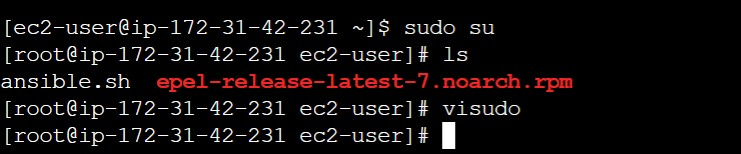 [ec2-user@ip-172-31-42-231 ~]$ sudo su
[root@ip-172-31-42-231 ec2-user]# ls
ansible.sh  epel-release-latest-7.noarch.rpm
[root@ip-172-31-42-231 ec2-user]# visudo
[root@ip-172-31-42-231 ec2-user]#